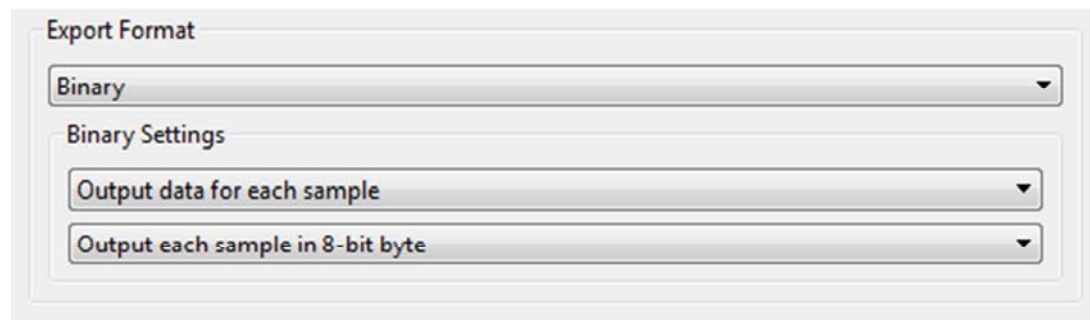 Export Format
Binary
Binary Settings
Output data for each sample
Output each sample in 8-bit byte